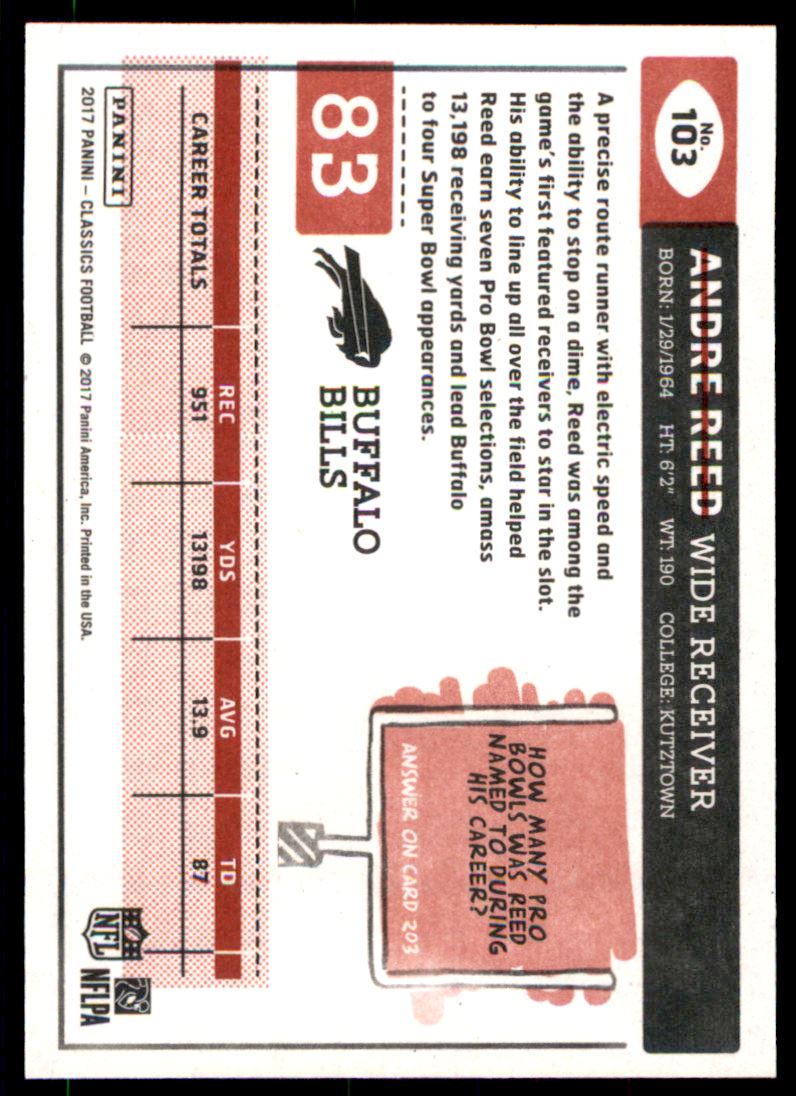 No.
103
ANDRE REED WIDE RECEIVER
BORN: 1/29/1964 HT: 6'2" WT: 190 COLLEGE: KUTZTOWN
A precise route runner with electric speed and
the ability to stop on a dime, Reed was among the
game's first featured receivers to star in the slot.
His ability to line up all over the field helped
Reed earn seven Pro Bowl selections, amass
13,198 receiving yards and lead Buffalo
to four Super Bowl appearances.
HOW MANY PRO
BOWLS WAS REED
NAMED TO DURING
HIS CAREER?
ANSWER ON CARD 203
83
BUFFALO
BILLS
REC YDS AVG TD
CAREER TOTALS 951 13198 13.9 87
PANINI
2017 PANINI – CLASSICS FOOTBALL © 2017 Panini America, Inc. Printed in the USA.
NFL
NFLPA